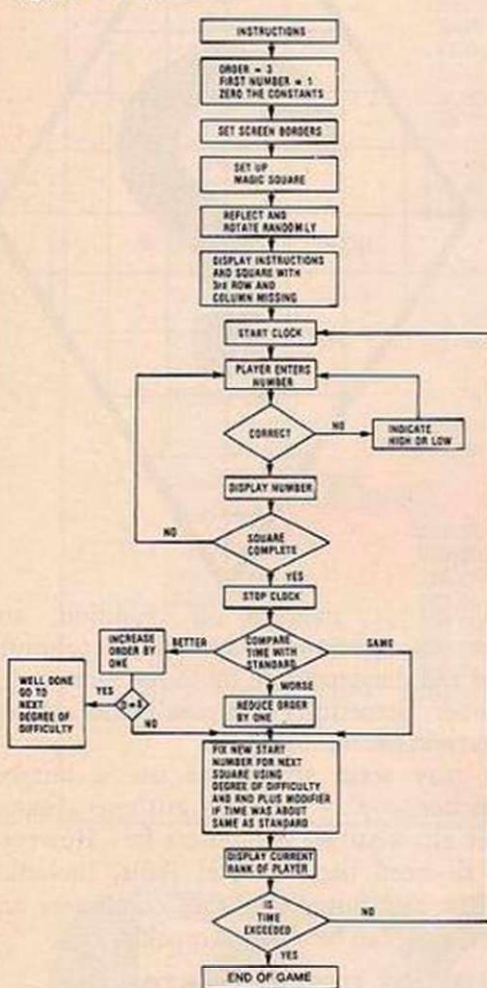 INSTRUCTIONS
ORDER = 3
FIRST NUMBER = 1
ZERO THE CONSTANTS
SET SCREEN BORDERS
SET UP
MAGIC SQUARE
REFLECT AND
ROTATE RANDOMLY
DISPLAY INSTRUCTIONS
AND SQUARE WITH
3rd ROW AND
COLUMN MISSING
START CLOCK
PLAYER ENTERS
NUMBER
CORRECT
NO
INDICATE
HIGH OR LOW
DISPLAY NUMBER
SQUARE
COMPLETE
NO
YES
STOP CLOCK
COMPARE
TIME WITH
STANDARD
BETTER
SAME
WORSE
INCREASE
ORDER BY
ONE
WELL DONE
GO TO
NEXT
DEGREE OF
DIFFICULTY
YES
NO
REDUCE ORDER
BY ONE
FIX NEW START
NUMBER FOR NEXT
SQUARE USING
DEGREE OF DIFFICULTY
AND RND PLUS MODIFIER
IF TIME WAS ABOUT
SAME AS STANDARD
DISPLAY CURRENT
RANK OF PLAYER
IS
TIME
EXCEEDED
NO
YES
END OF GAME